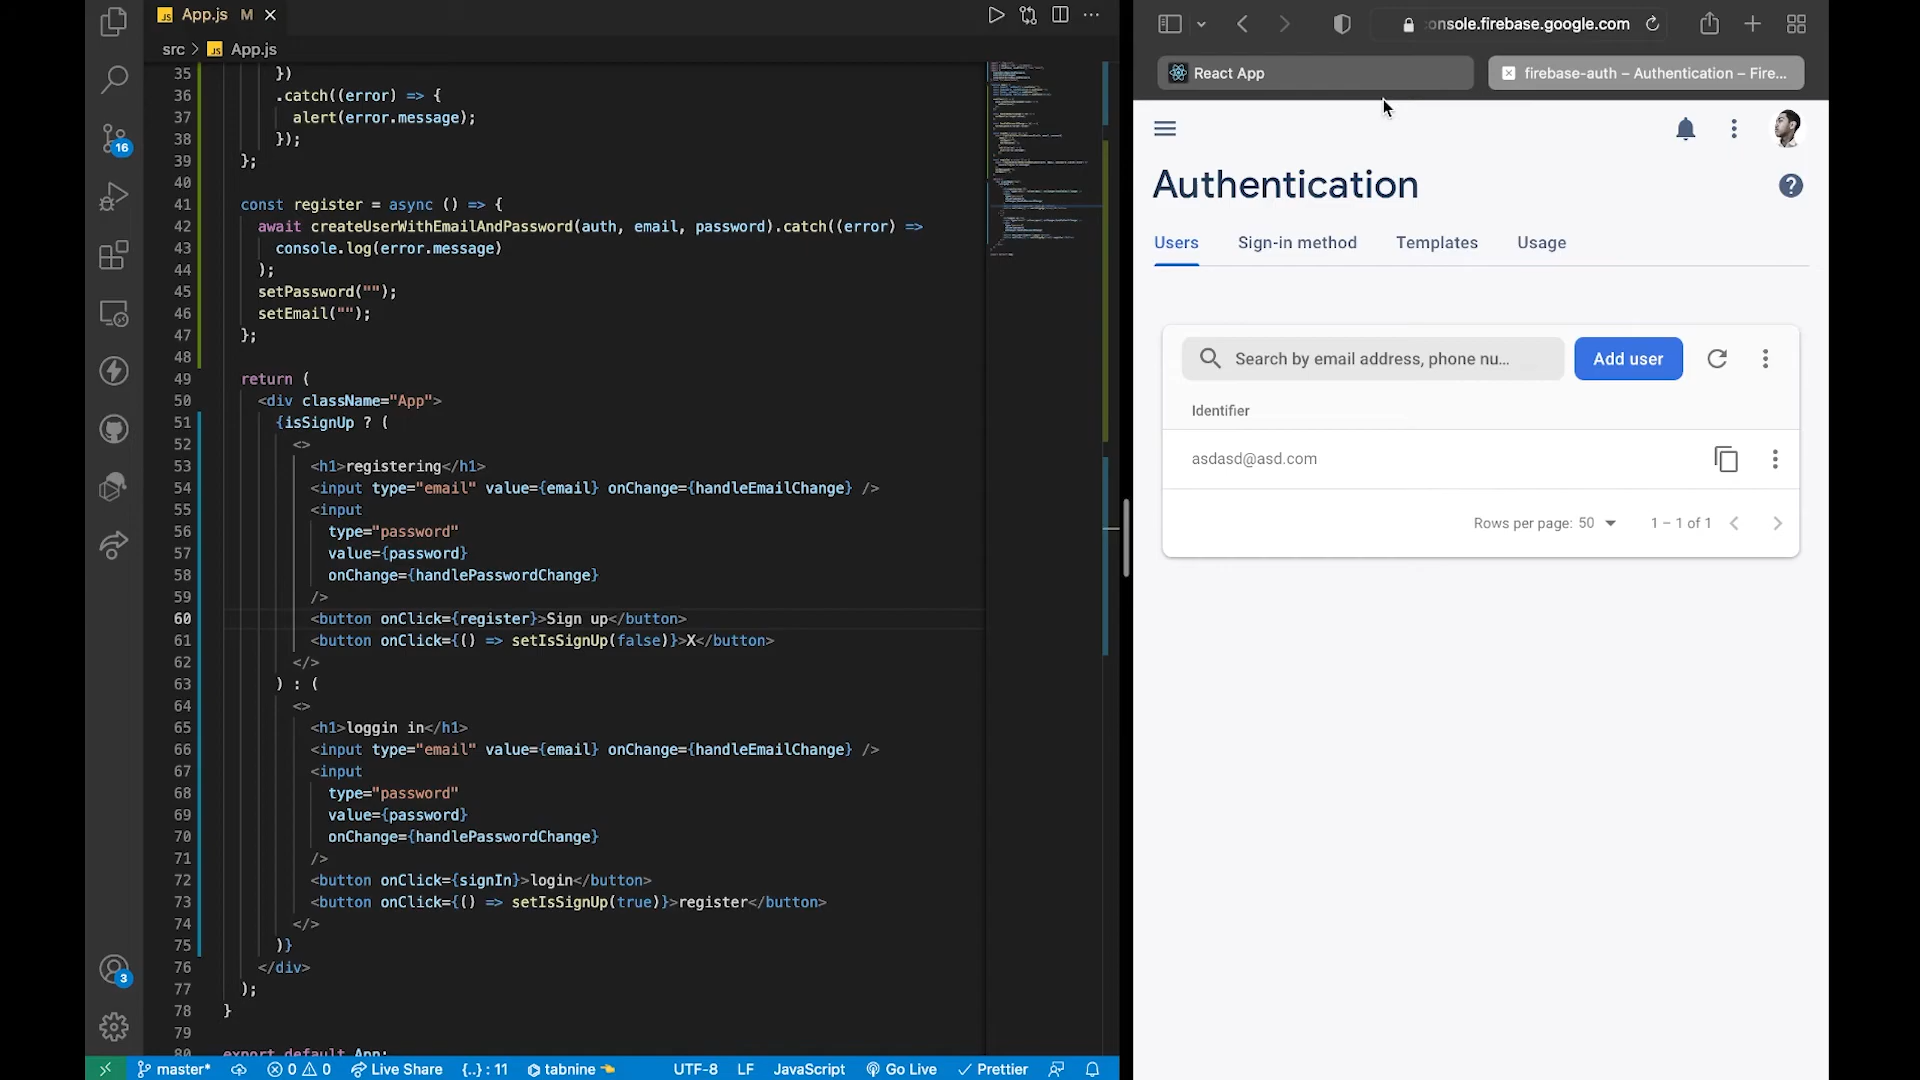 JS App.js M
src > JS App.js
35 })
36 .catch((error) => {
37 alert(error.message);
38 });
39 };
40
41 const register = async () => {
42 await createUserWithEmailAndPassword(auth, email, password).catch((error) =>
43 console.log(error.message)
44 );
45 setPassword("");
46 setEmail("");
47 };
48
49 return (
50 <div className="App">
51 {isSignUp ? (
52 <>
53 <h1>registering</h1>
54 <input type="email" value={email} onChange={handleEmailChange} />
55 <input
56 type="password"
57 value={password}
58 onChange={handlePasswordChange}
59 />
60 <button onClick={register}>Sign up</button>
61 <button onClick={() => setIsSignUp(false)}>X</button>
62 </>
63 ) : (
64 <>
65 <h1>loggin in</h1>
66 <input type="email" value={email} onChange={handleEmailChange} />
67 <input
68 type="password"
69 value={password}
70 onChange={handlePasswordChange}
71 />
72 <button onClick={signIn}>login</button>
73 <button onClick={() => setIsSignUp(true)}>register</button>
74 </>
75 )}
76 </div>
77 );
78 }
79
80 export default App;
16
3
master* 0 0 Live Share {..} : 11 tabnine UTF-8 LF JavaScript Go Live Prettier
onsole.firebase.google.com
React App
firebase-auth – Authentication – Fire...
Authentication
Users Sign-in method Templates Usage
Search by email address, phone nu... Add user
Identifier
asdasd@asd.com
Rows per page: 50 1 – 1 of 1